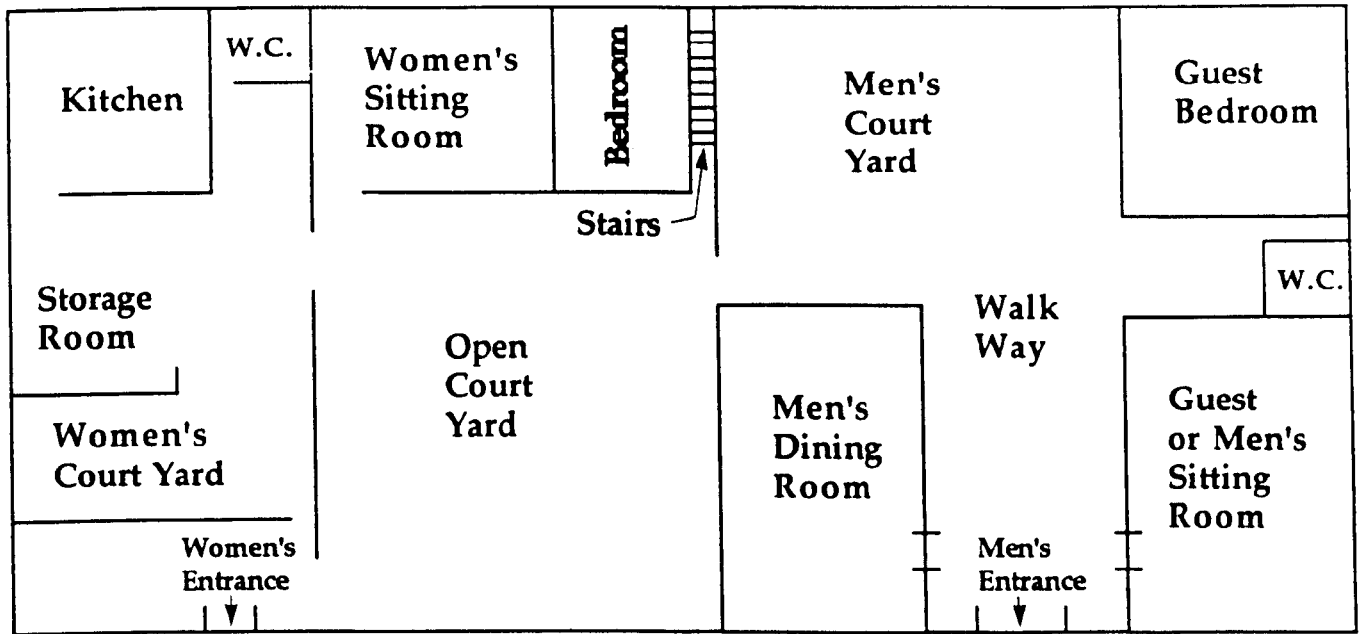 Kitchen
W.C.
Women's
Sitting
Room
Bedroom
Stairs
Men's
Court
Yard
Guest
Bedroom
W.C.
Storage
Room
Women's
Court Yard
Women's
Entrance
Open
Court
Yard
Men's
Dining
Room
Walk
Way
Men's
Entrance
Guest
or Men's
Sitting
Room